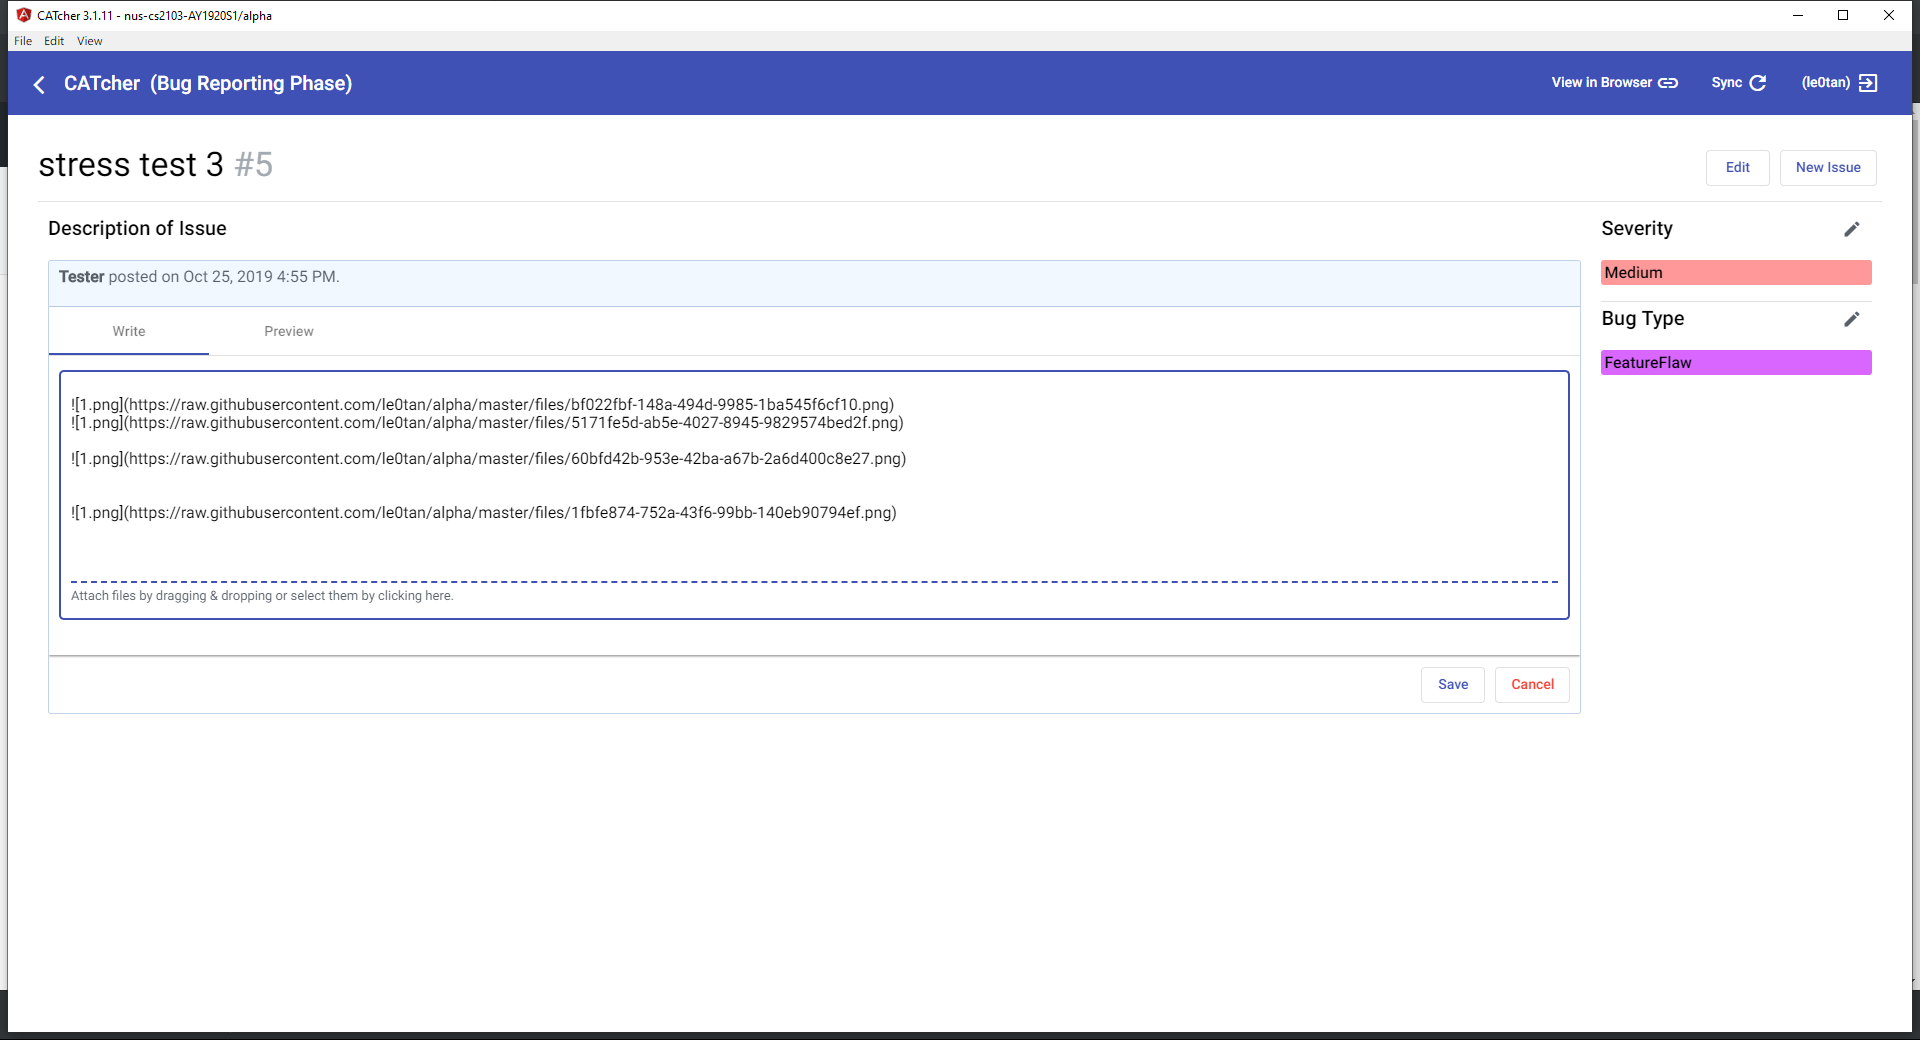 CATcher 3.1.11 - nus-cs2103-AY1920S1/alpha
File Edit View
CATcher (Bug Reporting Phase)
View in Browser Sync (le0tan)
stress test 3 #5
Edit New Issue
Description of Issue
Severity
Tester posted on Oct 25, 2019 4:55 PM.
Medium
Bug Type
Write Preview
FeatureFlaw
![1.png](https://raw.githubusercontent.com/le0tan/alpha/master/files/bf022fbf-148a-494d-9985-1ba545f6cf10.png)
![1.png](https://raw.githubusercontent.com/le0tan/alpha/master/files/5171fe5d-ab5e-4027-8945-9829574bed2f.png)
![1.png](https://raw.githubusercontent.com/le0tan/alpha/master/files/60bfd42b-953e-42ba-a67b-2a6d400c8e27.png)
![1.png](https://raw.githubusercontent.com/le0tan/alpha/master/files/1fbfe874-752a-43f6-99bb-140eb90794ef.png)
Attach files by dragging & dropping or select them by clicking here.
Save Cancel